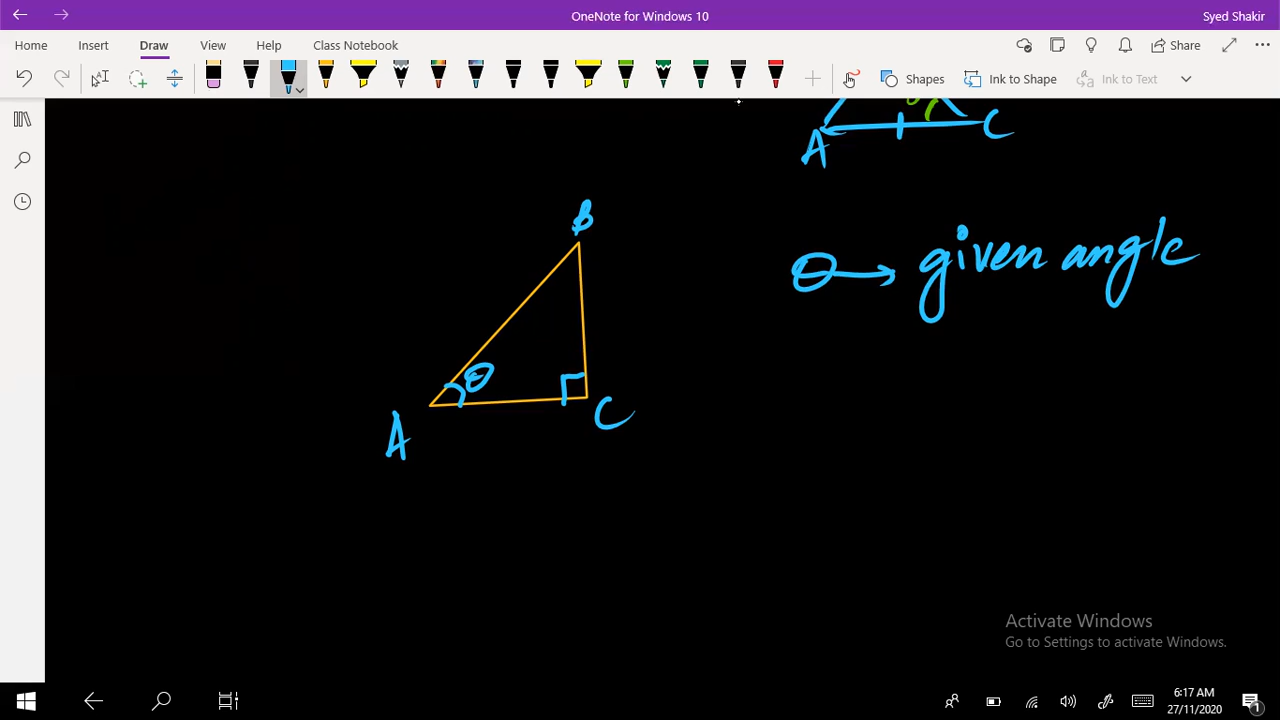 OneNote for Windows 10
Syed Shakir
Home Insert Draw View Help Class Notebook
Share
Shapes Ink to Shape Ink to Text
A C
B
θ → given angle
θ
A C
Activate Windows
Go to Settings to activate Windows.
6:17 AM
27/11/2020
1